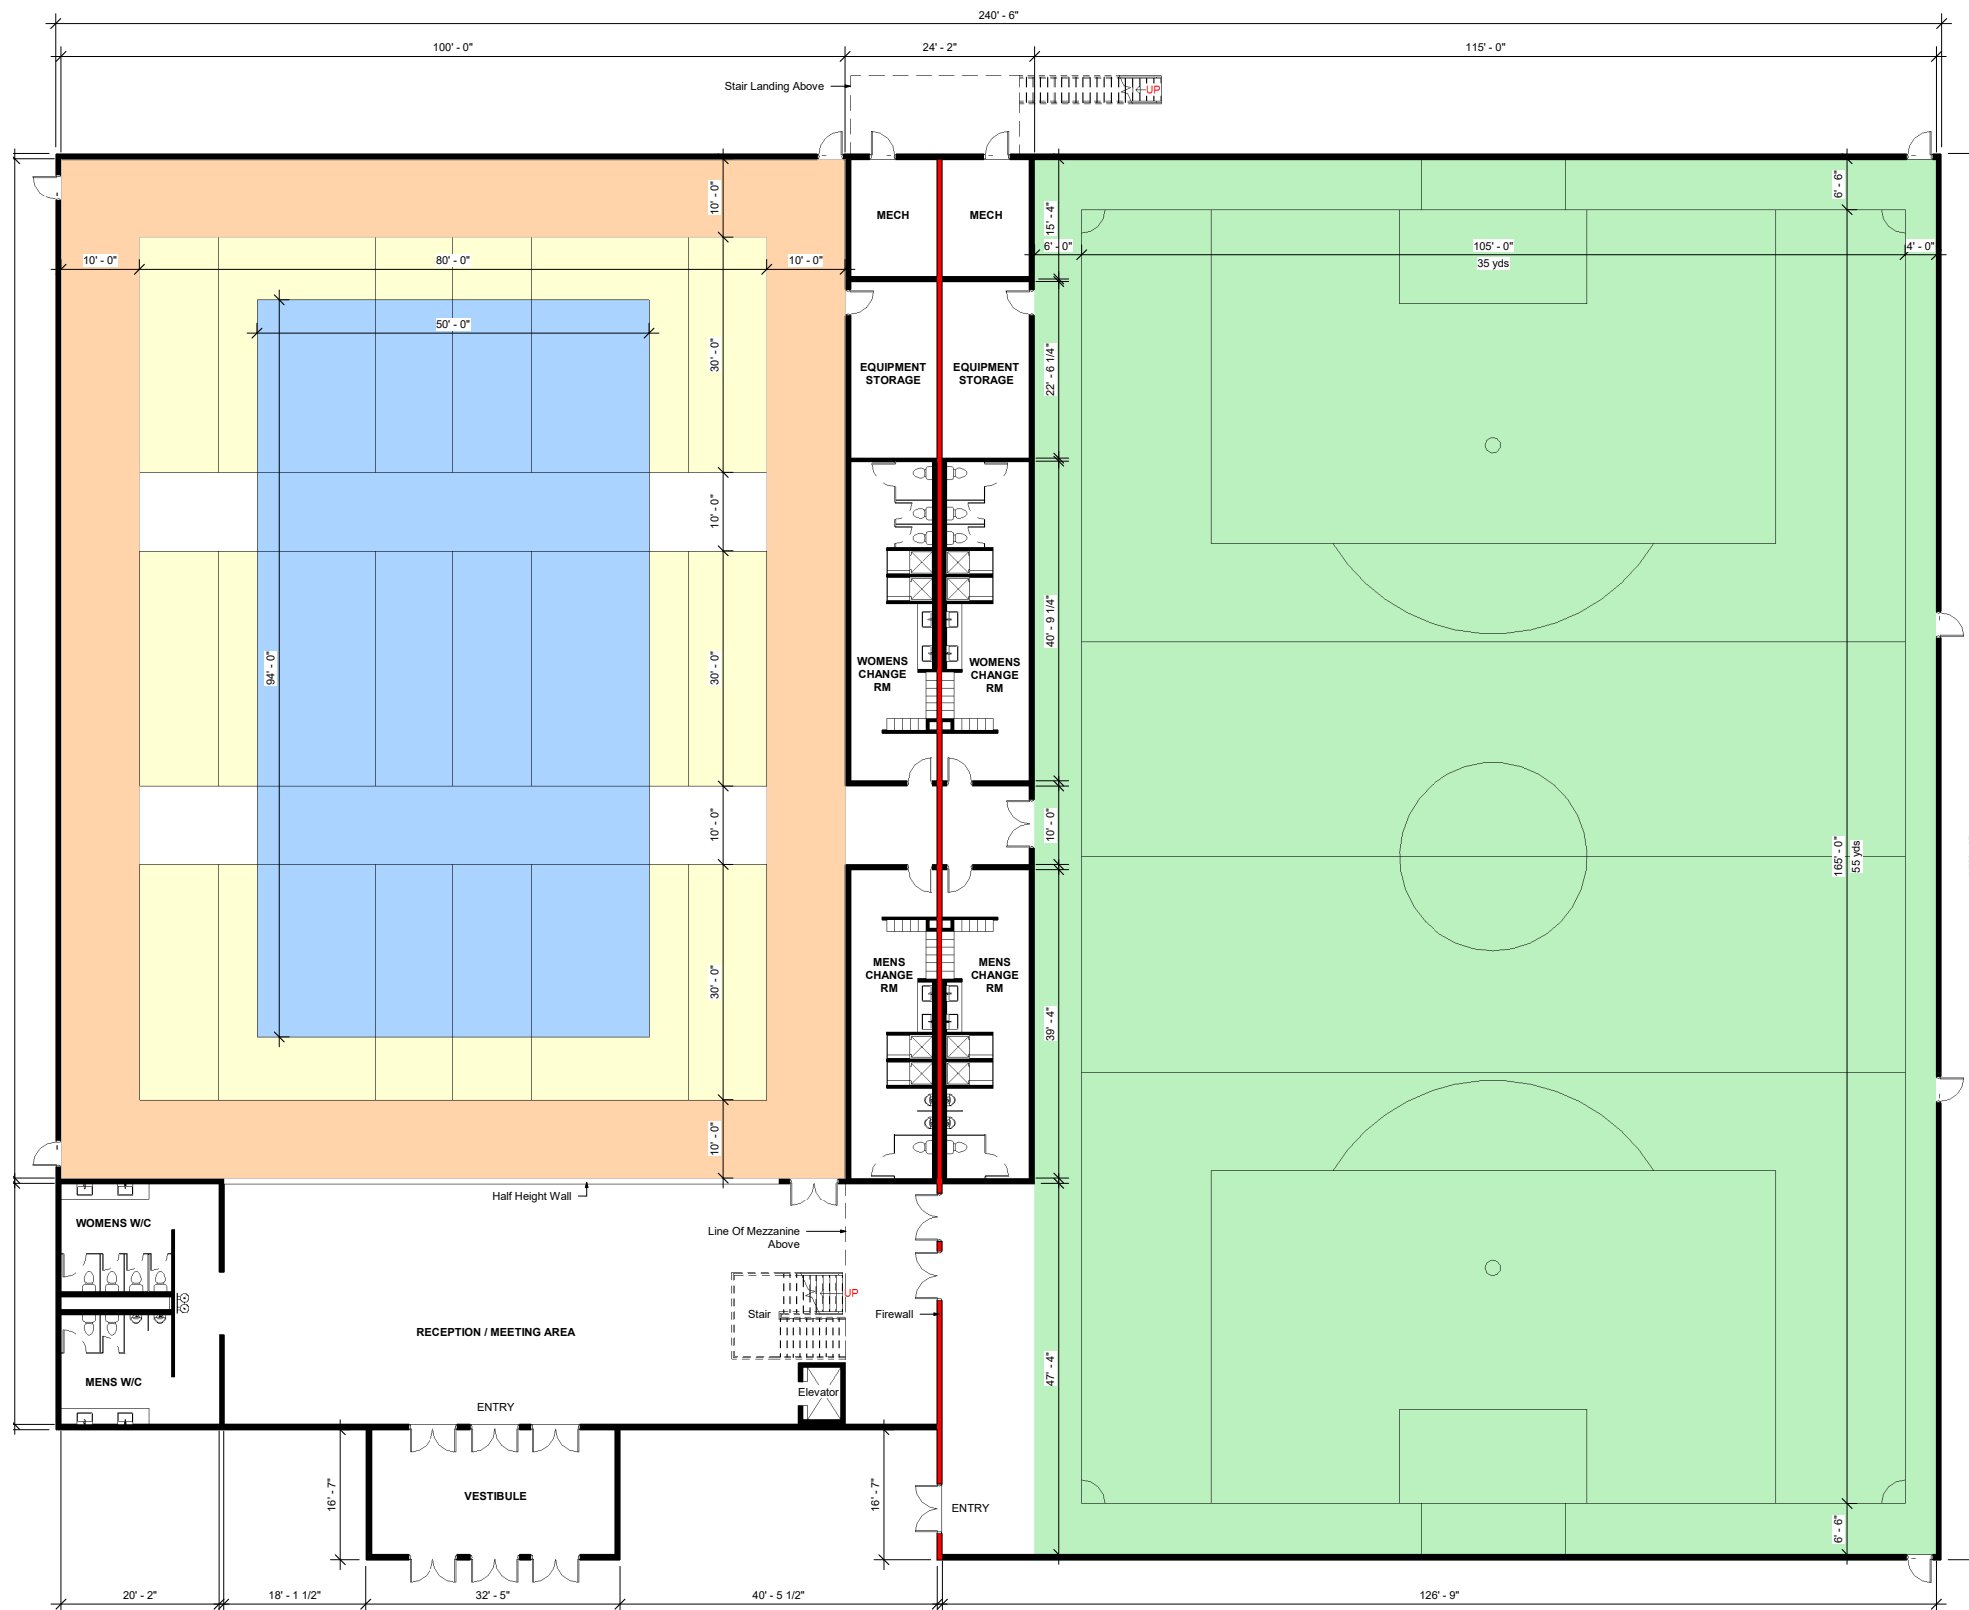 240' - 6"
100' - 0"
24' - 2"
115' - 0"
Stair Landing Above
UP
10' - 0"
6' - 6"
MECH
MECH
15' - 4"
10' - 0"
80' - 0"
10' - 0"
6' - 0"
105' - 0"
35 yds
4' - 0"
50' - 0"
30' - 0"
EQUIPMENT
STORAGE
EQUIPMENT
STORAGE
22' - 6 1/4"
10' - 0"
94' - 0"
30' - 0"
WOMENS
CHANGE
RM
WOMENS
CHANGE
RM
40' - 9 1/4"
10' - 0"
10' - 0"
165' - 0"
55 yds
30' - 0"
MENS
CHANGE
RM
MENS
CHANGE
RM
39' - 4"
10' - 0"
Half Height Wall
WOMENS W/C
Line Of Mezzanine
Above
UP
Stair
Firewall
RECEPTION / MEETING AREA
47' - 4"
MENS W/C
Elevator
ENTRY
16' - 7"
VESTIBULE
16' - 7"
ENTRY
6' - 6"
20' - 2"
18' - 1 1/2"
32' - 5"
40' - 5 1/2"
126' - 9"